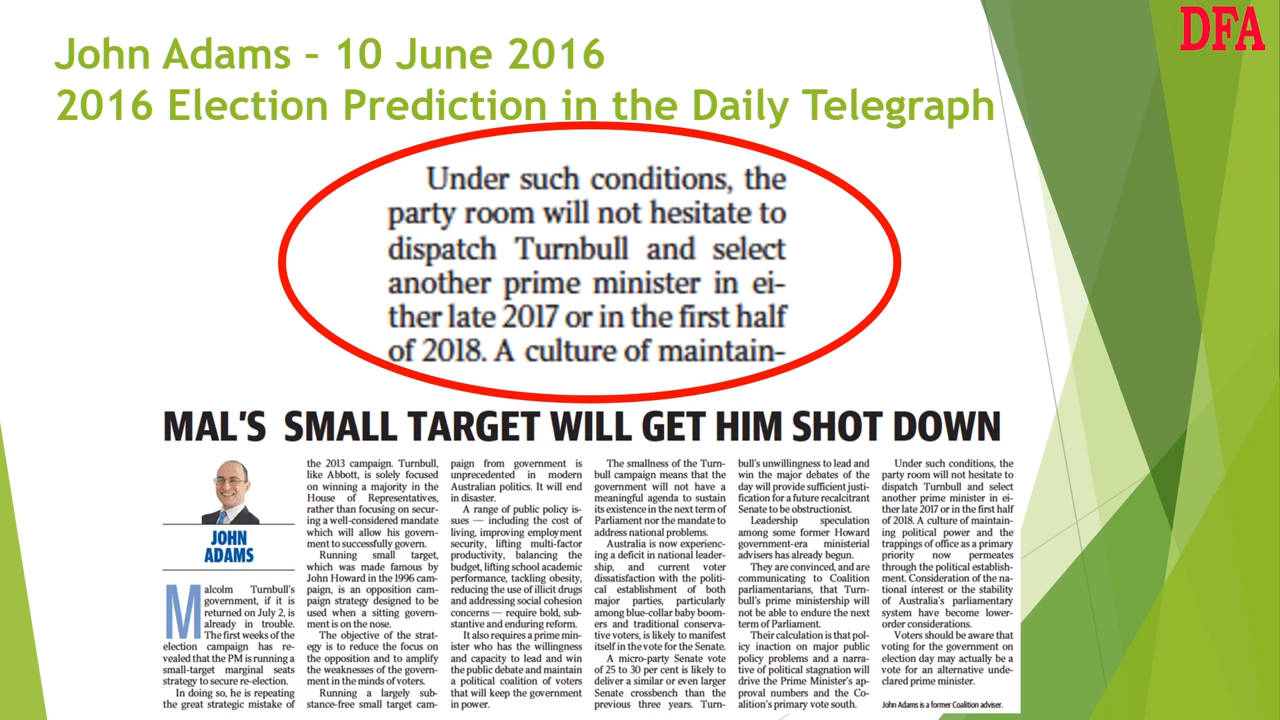 DFA
John Adams – 10 June 2016
2016 Election Prediction in the Daily Telegraph
Under such conditions, the
party room will not hesitate to
dispatch Turnbull and select
another prime minister in ei-
ther late 2017 or in the first half
of 2018. A culture of maintain-
MAL'S SMALL TARGET WILL GET HIM SHOT DOWN
JOHN
ADAMS
Malcolm Turnbull's
government, if it is
returned on July 2, is
already in trouble.
The first weeks of the
election campaign has re-
vealed that the PM is running a
small-target marginal seats
strategy to secure re-election.
In doing so, he is repeating
the great strategic mistake of
the 2013 campaign. Turnbull,
like Abbott, is solely focused
on winning a majority in the
House of Representatives,
rather than focusing on secur-
ing a well-considered mandate
which will allow his govern-
ment to successfully govern.
Running small target,
which was made famous by
John Howard in the 1996 cam-
paign, is an opposition cam-
paign strategy designed to be
used when a sitting govern-
ment is on the nose.
The objective of the strat-
egy is to reduce the focus on
the opposition and to amplify
the weaknesses of the govern-
ment in the minds of voters.
Running a largely sub-
stance-free small target cam-
paign from government is
unprecedented in modern
Australian politics. It will end
in disaster.
A range of public policy is-
sues — including the cost of
living, improving employment
security, lifting multi-factor
productivity, balancing the
budget, lifting school academic
performance, tackling obesity,
reducing the use of illicit drugs
and addressing social cohesion
concerns — require bold, sub-
stantive and enduring reform.
It also requires a prime min-
ister who has the willingness
and capacity to lead and win
the public debate and maintain
a political coalition of voters
that will keep the government
in power.
The smallness of the Turn-
bull campaign means that the
government will not have a
meaningful agenda to sustain
its existence in the next term of
Parliament nor the mandate to
address national problems.
Australia is now experienc-
ing a deficit in national leader-
ship, and current voter
dissatisfaction with the politi-
cal establishment of both
major parties, particularly
among blue-collar baby boom-
ers and traditional conserva-
tive voters, is likely to manifest
itself in the vote for the Senate.
A micro-party Senate vote
of 25 to 30 per cent is likely to
deliver a similar or even larger
Senate crossbench than the
previous three years. Turn-
bull's unwillingness to lead and
win the major debates of the
day will provide sufficient justi-
fication for a future recalcitrant
Senate to be obstructionist.
Leadership speculation
among some former Howard
government-era ministerial
advisers has already begun.
They are convinced, and are
communicating to Coalition
parliamentarians, that Turn-
bull's prime ministership will
not be able to endure the next
term of Parliament.
Their calculation is that pol-
icy inaction on major public
policy problems and a narra-
tive of political stagnation will
drive the Prime Minister's ap-
proval numbers and the Co-
alition's primary vote south.
Under such conditions, the
party room will not hesitate to
dispatch Turnbull and select
another prime minister in ei-
ther late 2017 or in the first half
of 2018. A culture of maintain-
ing political power and the
trappings of office as a primary
priority now permeates
through the political establish-
ment. Consideration of the na-
tional interest or the stability
of Australia's parliamentary
system have become lower-
order considerations.
Voters should be aware that
voting for the government on
election day may actually be a
vote for an alternative unde-
clared prime minister.
John Adams is a former Coalition adviser.